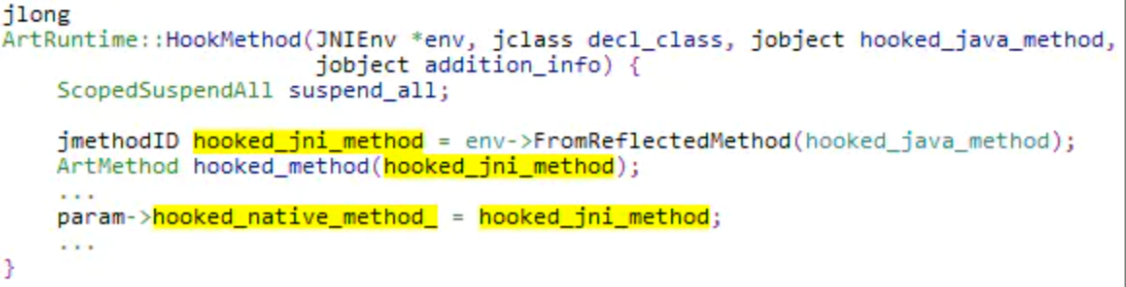 jlong
ArtRuntime::HookMethod(JNIEnv *env, jclass decl_class, jobject hooked_java_method,
jobject addition_info) {
ScopedSuspendAll suspend_all;
jmethodID hooked_jni_method = env->FromReflectedMethod(hooked_java_method);
ArtMethod hooked_method(hooked_jni_method);
...
param->hooked_native_method_ = hooked_jni_method;
...
}